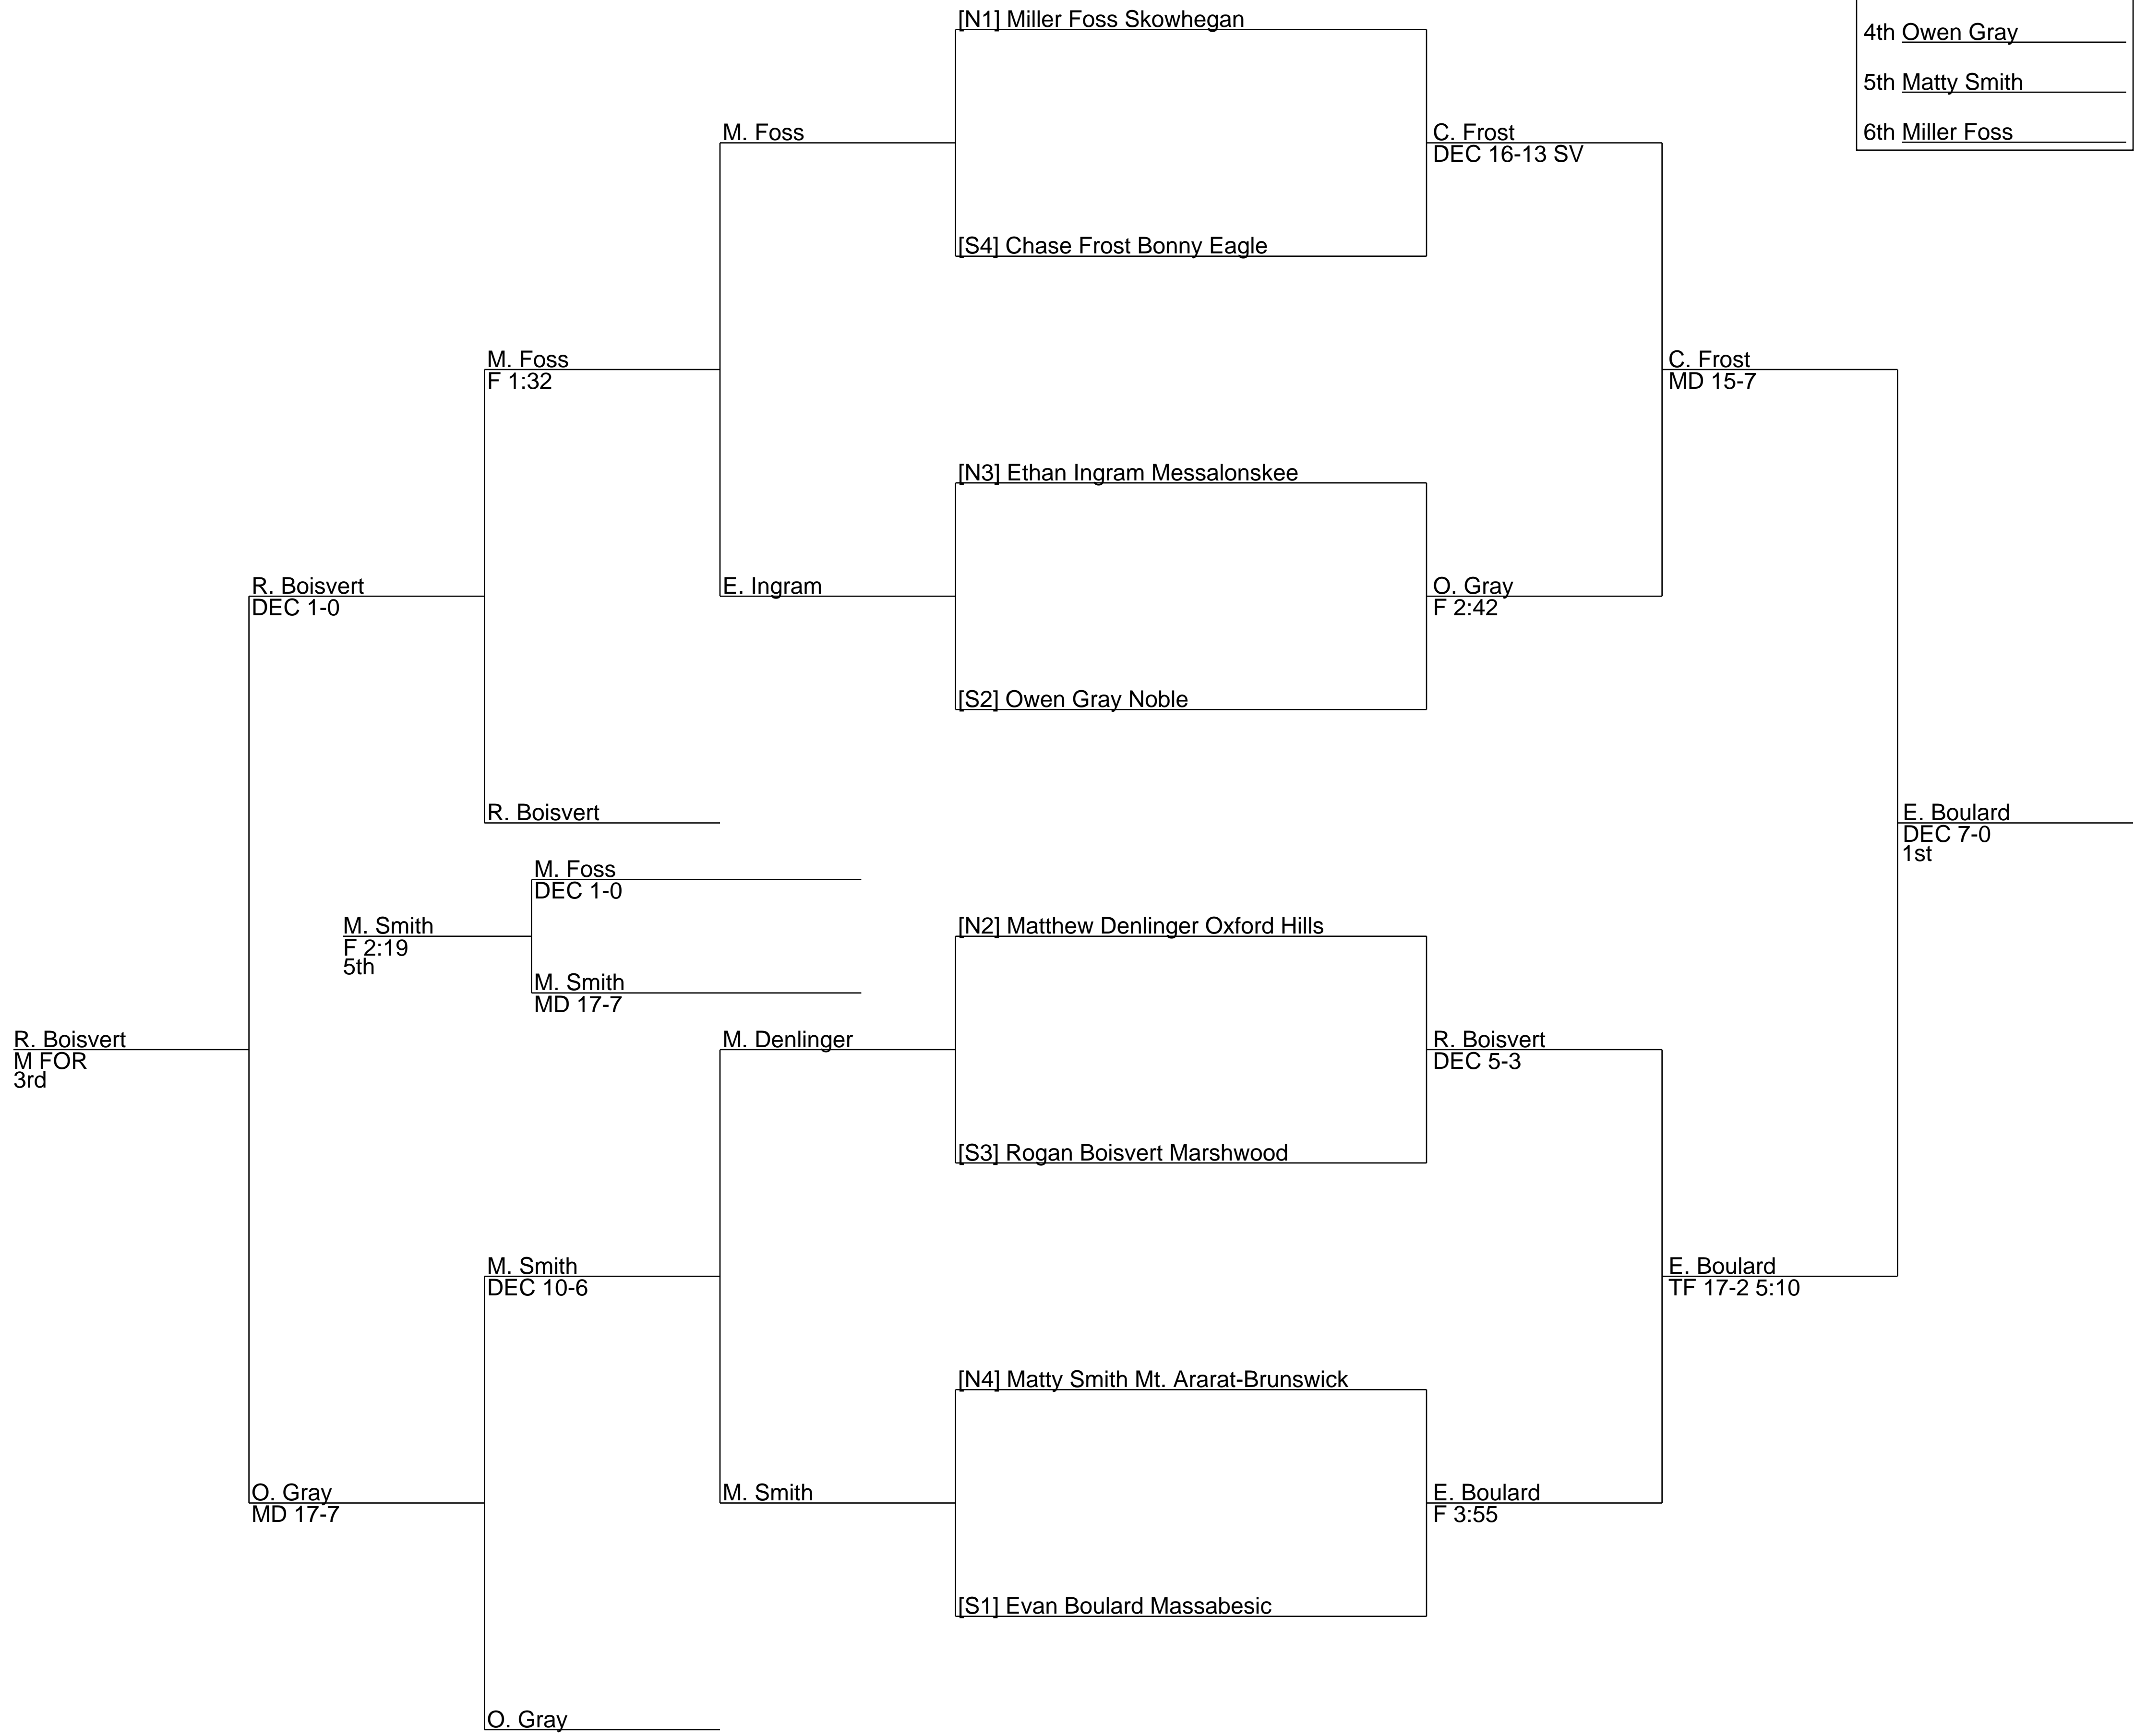 [N1] Miller Foss Skowhegan
4th Owen Gray
5th Matty Smith
6th Miller Foss
M. Foss
C. Frost
DEC 16-13 SV
[S4] Chase Frost Bonny Eagle
M. Foss
F 1:32
C. Frost
MD 15-7
[N3] Ethan Ingram Messalonskee
R. Boisvert
DEC 1-0
E. Ingram
O. Gray
F 2:42
[S2] Owen Gray Noble
R. Boisvert
E. Boulard
DEC 7-0
1st
M. Foss
DEC 1-0
M. Smith
F 2:19
5th
[N2] Matthew Denlinger Oxford Hills
M. Smith
MD 17-7
R. Boisvert
M FOR
3rd
M. Denlinger
R. Boisvert
DEC 5-3
[S3] Rogan Boisvert Marshwood
M. Smith
DEC 10-6
E. Boulard
TF 17-2 5:10
[N4] Matty Smith Mt. Ararat-Brunswick
O. Gray
MD 17-7
M. Smith
E. Boulard
F 3:55
[S1] Evan Boulard Massabesic
O. Gray